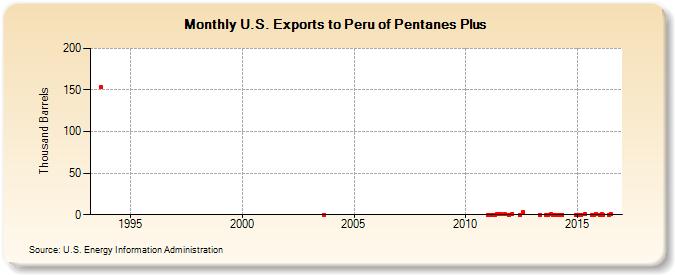 Monthly U.S. Exports to Peru of Pentanes Plus
Thousand Barrels
200
150
100
50
0
1995 2000 2005 2010 2015
Source: U.S. Energy Information Administration